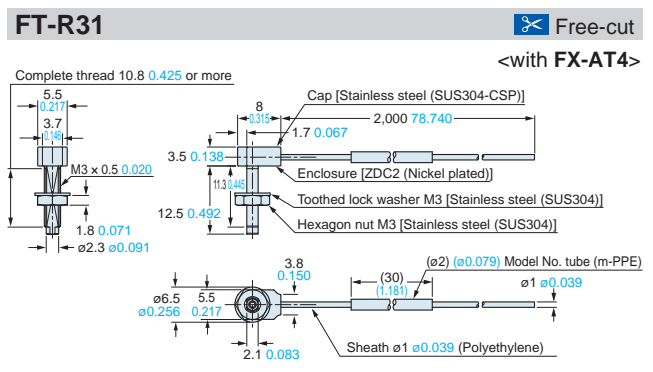 FT-R31
Free-cut
<with FX-AT4>
Complete thread 10.8 0.425 or more
5.5
0.217
3.7
0.146
M3 × 0.5 0.020
1.8 0.071
ø2.3 ø0.091
Cap [Stainless steel (SUS304-CSP)]
8
0.315
2,000 78.740
1.7 0.067
3.5 0.138
Enclosure [ZDC2 (Nickel plated)]
11.3 0.445
Toothed lock washer M3 [Stainless steel (SUS304)]
12.5 0.492
Hexagon nut M3 [Stainless steel (SUS304)]
(ø2) (ø0.079) Model No. tube (m-PPE)
3.8
0.150
(30)
(1.181)
ø1 ø0.039
ø6.5
ø0.256
5.5
0.217
2.1 0.083
Sheath ø1 ø0.039 (Polyethylene)